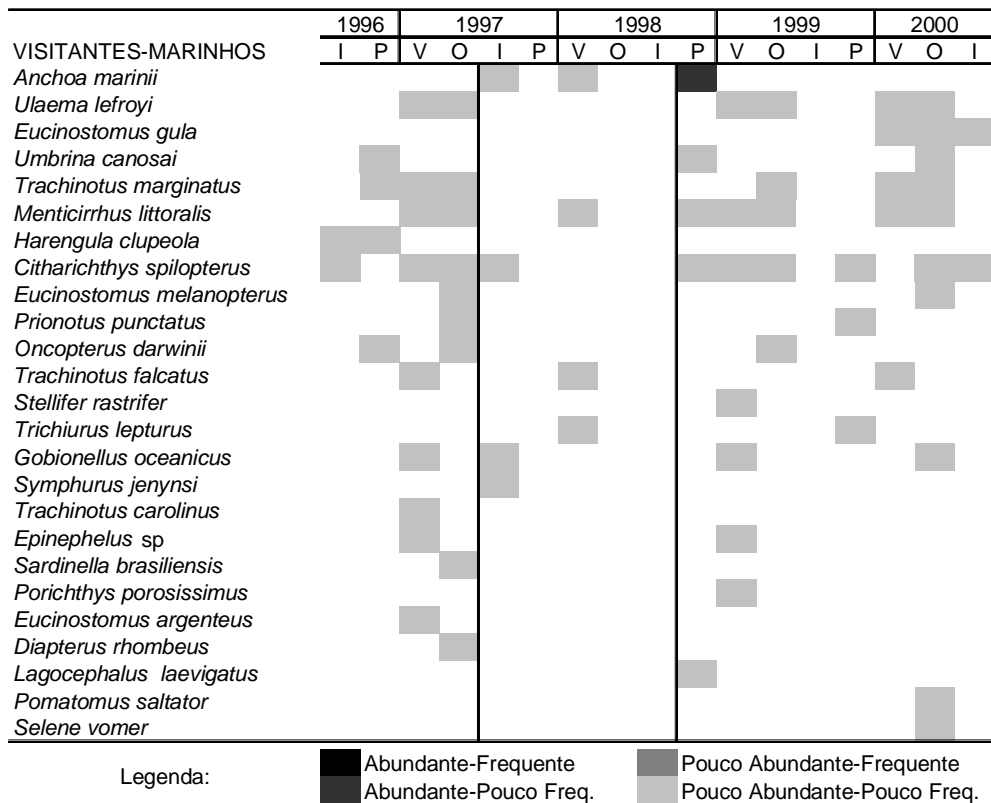 1996 1997 1998 1999 2000
VISITANTES-MARINHOS I P V O I P V O I P V O I P V O I
Anchoa marinii
Ulaema lefroyi
Eucinostomus gula
Umbrina canosai
Trachinotus marginatus
Menticirrhus littoralis
Harengula clupeola
Citharichthys spilopterus
Eucinostomus melanopterus
Prionotus punctatus
Oncopterus darwinii
Trachinotus falcatus
Stellifer rastrifer
Trichiurus lepturus
Gobionellus oceanicus
Symphurus jenynsi
Trachinotus carolinus
Epinephelus sp
Sardinella brasiliensis
Porichthys porosissimus
Eucinostomus argenteus
Diapterus rhombeus
Lagocephalus laevigatus
Pomatomus saltator
Selene vomer
Legenda:
Abundante-Frequente Pouco Abundante-Frequente
Abundante-Pouco Freq. Pouco Abundante-Pouco Freq.